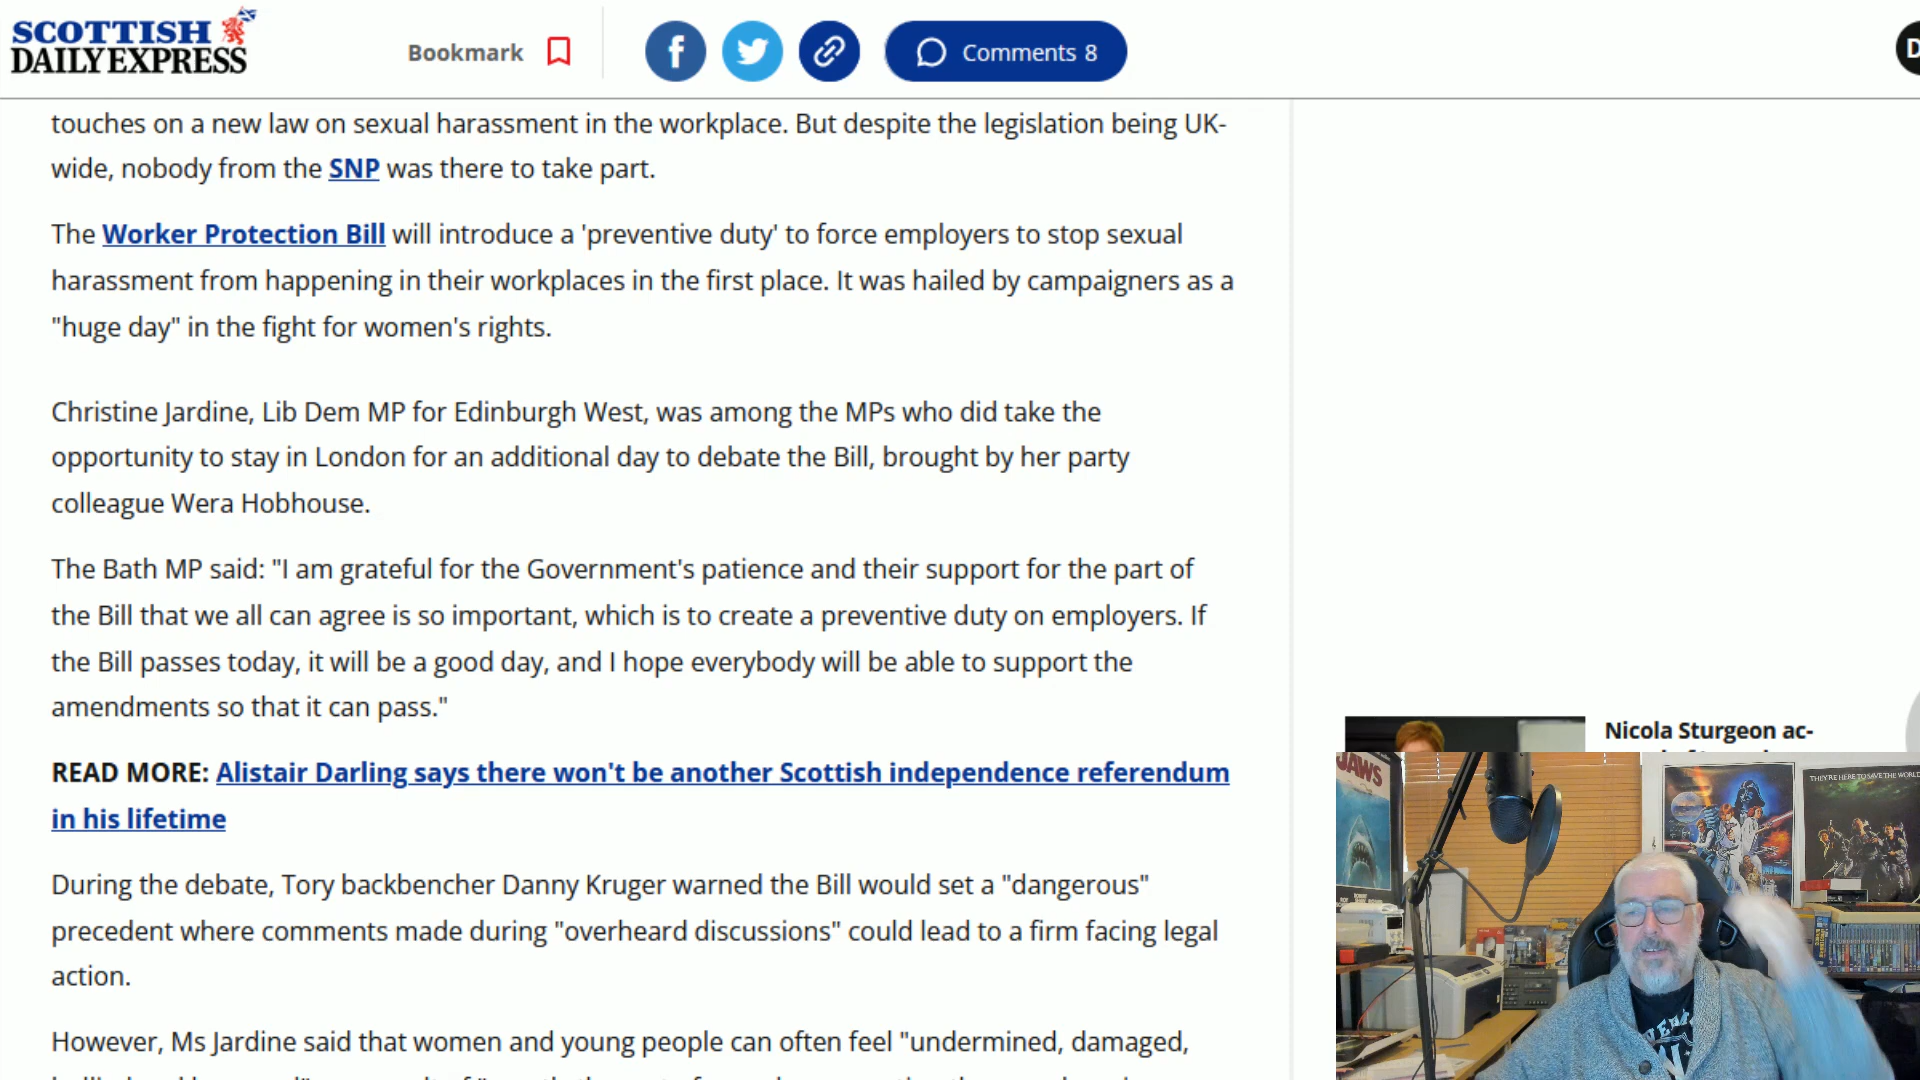 SCOTTISH
DAILY EXPRESS
Bookmark
Comments 8
D
touches on a new law on sexual harassment in the workplace. But despite the legislation being UK-
wide, nobody from the SNP was there to take part.
The Worker Protection Bill will introduce a 'preventive duty' to force employers to stop sexual
harassment from happening in their workplaces in the first place. It was hailed by campaigners as a
"huge day" in the fight for women's rights.
Christine Jardine, Lib Dem MP for Edinburgh West, was among the MPs who did take the
opportunity to stay in London for an additional day to debate the Bill, brought by her party
colleague Wera Hobhouse.
The Bath MP said: "I am grateful for the Government's patience and their support for the part of
the Bill that we all can agree is so important, which is to create a preventive duty on employers. If
the Bill passes today, it will be a good day, and I hope everybody will be able to support the
amendments so that it can pass."
READ MORE: Alistair Darling says there won't be another Scottish independence referendum
in his lifetime
During the debate, Tory backbencher Danny Kruger warned the Bill would set a "dangerous"
precedent where comments made during "overheard discussions" could lead to a firm facing legal
action.
However, Ms Jardine said that women and young people can often feel "undermined, damaged,
Nicola Sturgeon ac-
JAWS
THEY'RE HERE TO SAVE THE WORLD